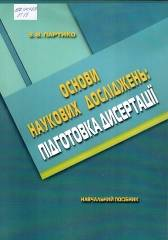 З. В. ПАРТИКО
ОСНОВИ
НАУКОВИХ ДОСЛІДЖЕНЬ:
ПІДГОТОВКА ДИСЕРТАЦІЇ
НАВЧАЛЬНИЙ ПОСІБНИК